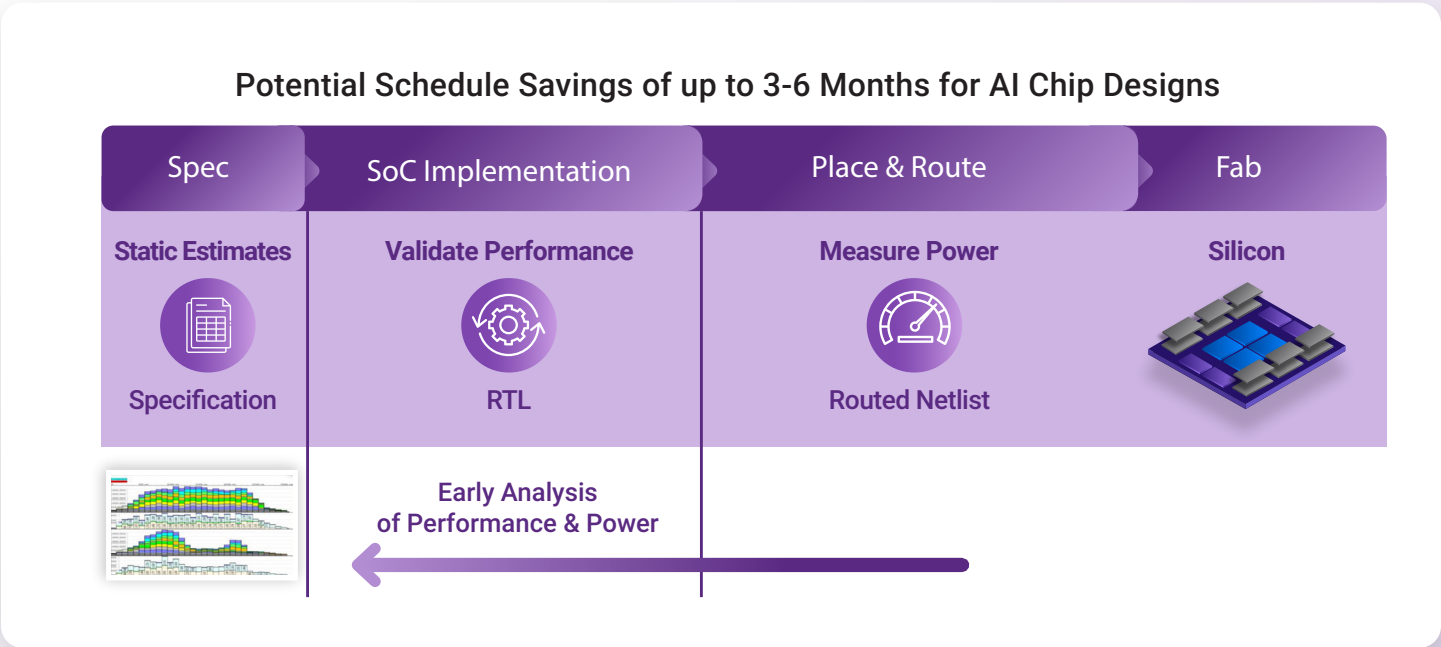 Potential Schedule Savings of up to 3-6 Months for AI Chip Designs
Spec
SoC Implementation
Place & Route
Fab
Static Estimates
Validate Performance
Measure Power
Silicon
Specification
RTL
Routed Netlist
Early Analysis
of Performance & Power